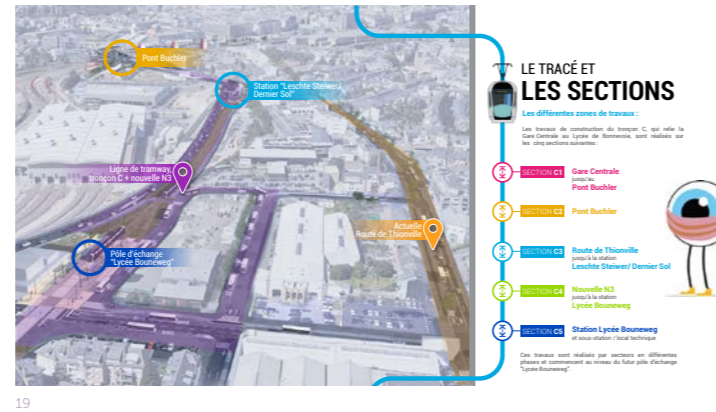 Pont Buchler
Station "Leschte Steiwer/
Dernier Sol"
Ligne de tramway,
tronçon C + nouvelle N3
Actuelle
Route de Thionville
Pôle d'échange
"Lycée Bouneweg"
LE TRACÉ ET
LES SECTIONS
Les différentes zones de travaux :
Les travaux de construction du tronçon C, qui relie la
Gare Centrale au Lycée de Bonnevoie, sont réalisés sur
les cinq sections suivantes :
SECTION C1
Gare Centrale
jusqu'au
Pont Buchler
SECTION C2
Pont Buchler
SECTION C3
Route de Thionville
jusqu'à la station
Leschte Steiwer/ Dernier Sol
SECTION C4
Nouvelle N3
jusqu'à la station
Lycée Bouneweg
SECTION C5
Station Lycée Bouneweg
et sous-station / local technique
Ces travaux sont réalisés par secteurs en différentes
phases et commencent au niveau du futur pôle d'échange
"Lycée Bouneweg".
19